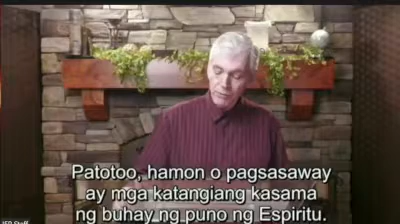 Patotoo, hamon o pagsasaway
ay mga katangiang kasama
ng buhay ng puno ng Espiritu.